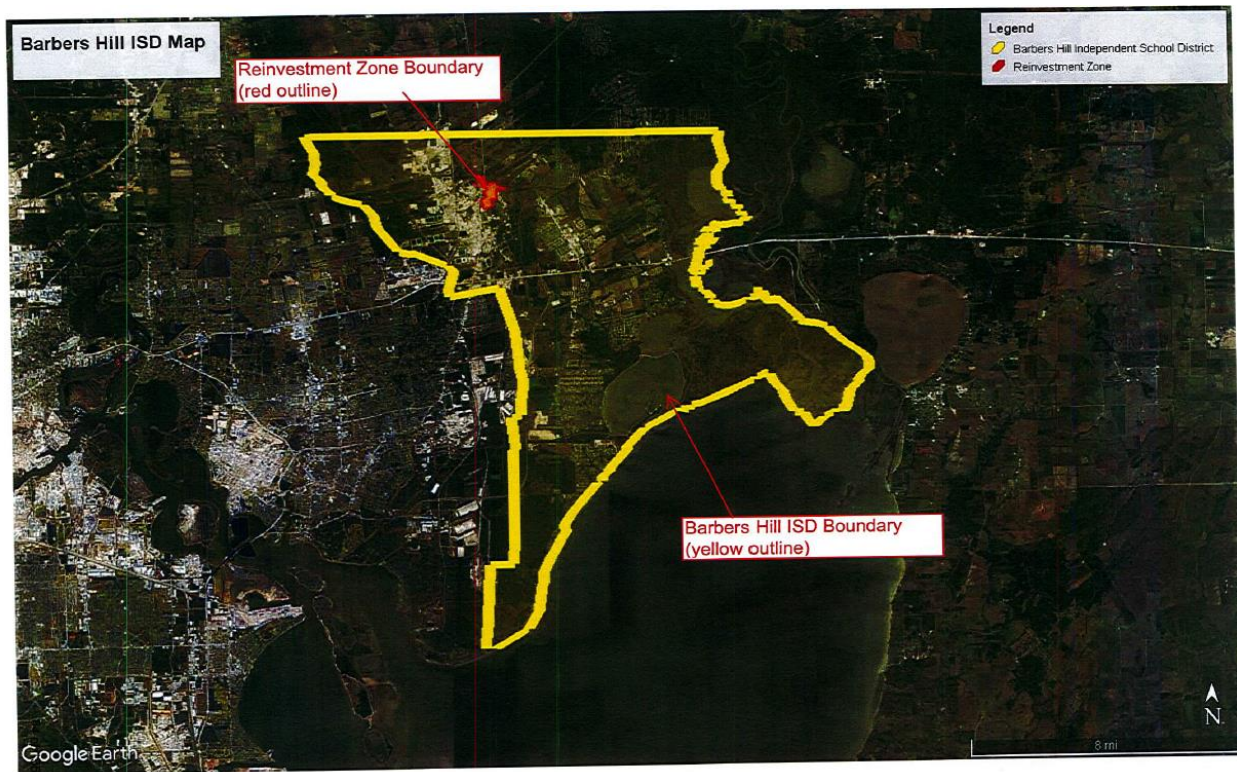 Barbers Hill ISD Map
Legend
Barbers Hill Independent School District
Reinvestment Zone
Reinvestment Zone Boundary
(red outline)
Barbers Hill ISD Boundary
(yellow outline)
Google Earth
N
8 mi